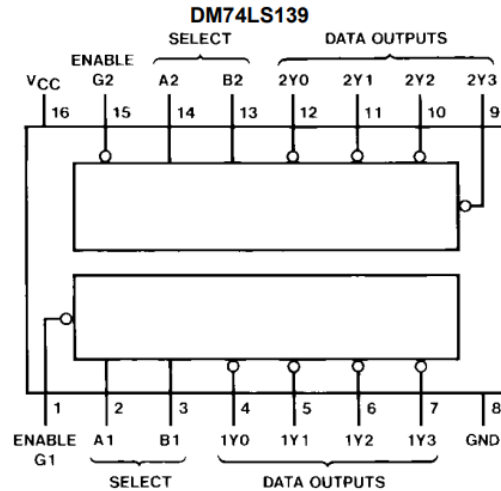 DM74LS139
SELECT DATA OUTPUTS
ENABLE
VCC G2 A2 B2 2Y0 2Y1 2Y2 2Y3
16 15 14 13 12 11 10 9
1 2 3 4 5 6 7 8
ENABLE A1 B1 1Y0 1Y1 1Y2 1Y3 GND
G1
SELECT DATA OUTPUTS